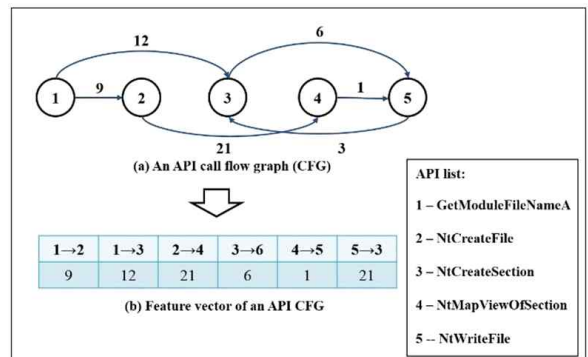 12
6
1
9
2
3
4
1
5
21
3
(a) An API call flow graph (CFG)
1→2 1→3 2→4 3→6 4→5 5→3
9 12 21 6 1 21
(b) Feature vector of an API CFG
API list:
1 – GetModuleFileNameA
2 – NtCreateFile
3 – NtCreateSection
4 – NtMapViewOfSection
5 -- NtWriteFile